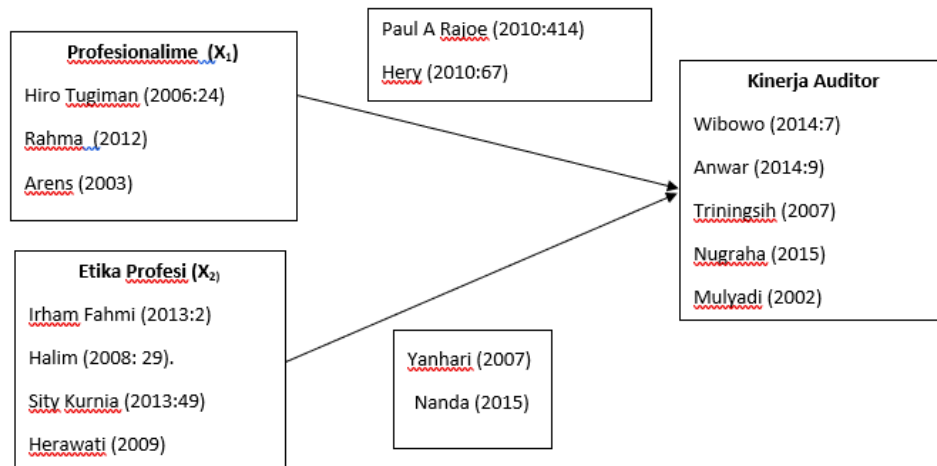 Profesionalime (X1)
Hiro Tugiman (2006:24)
Rahma (2012)
Arens (2003)
Paul A Rajoe (2010:414)
Hery (2010:67)
Kinerja Auditor
Wibowo (2014:7)
Anwar (2014:9)
Triningsih (2007)
Nugraha (2015)
Mulyadi (2002)
Etika Profesi (X2)
Irham Fahmi (2013:2)
Halim (2008: 29).
Sity Kurnia (2013:49)
Herawati (2009)
Yanhari (2007)
Nanda (2015)